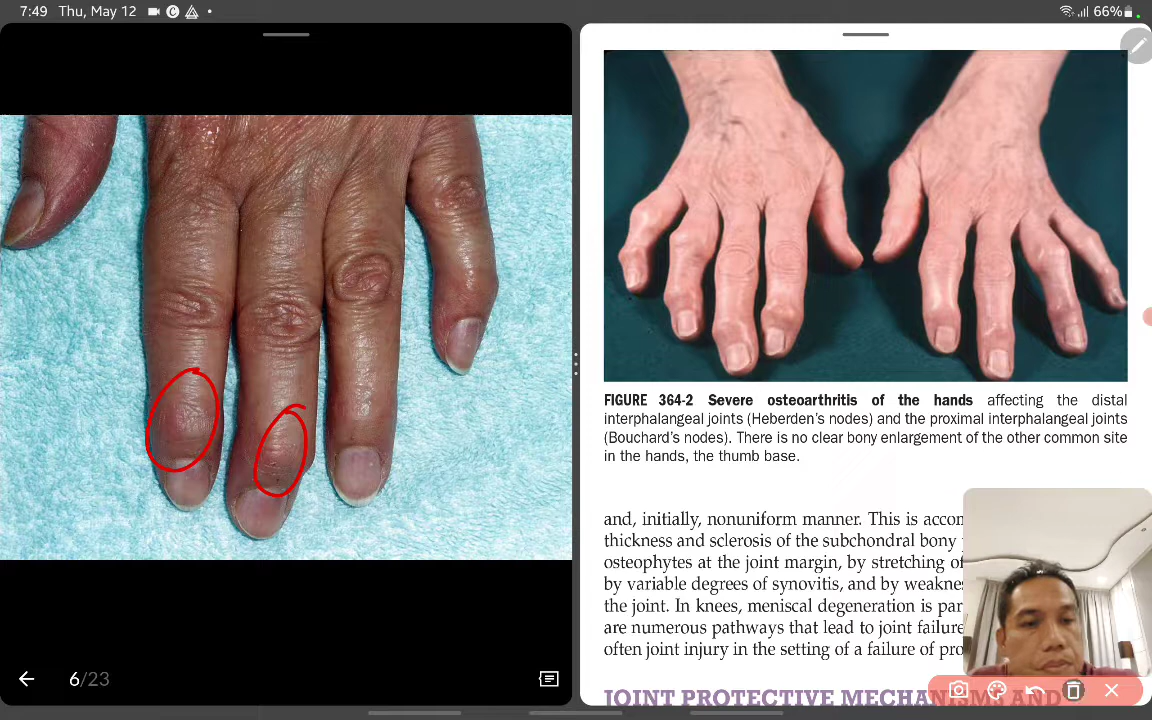 7:49 Thu, May 12
66%
FIGURE 364-2 Severe osteoarthritis of the hands affecting the distal
interphalangeal joints (Heberden's nodes) and the proximal interphalangeal joints
(Bouchard's nodes). There is no clear bony enlargement of the other common site
in the hands, the thumb base.
and, initially, nonuniform manner. This is
thickness and sclerosis of the subchondral bony
osteophytes at the joint margin, by stretching
by variable degrees of synovitis, and by
the joint. In knees, meniscal degeneration is
are numerous pathways that lead to joint failure
often joint injury in the setting of a failure of
6/23
JOINT PROTECTIVE MECHANISMS AND